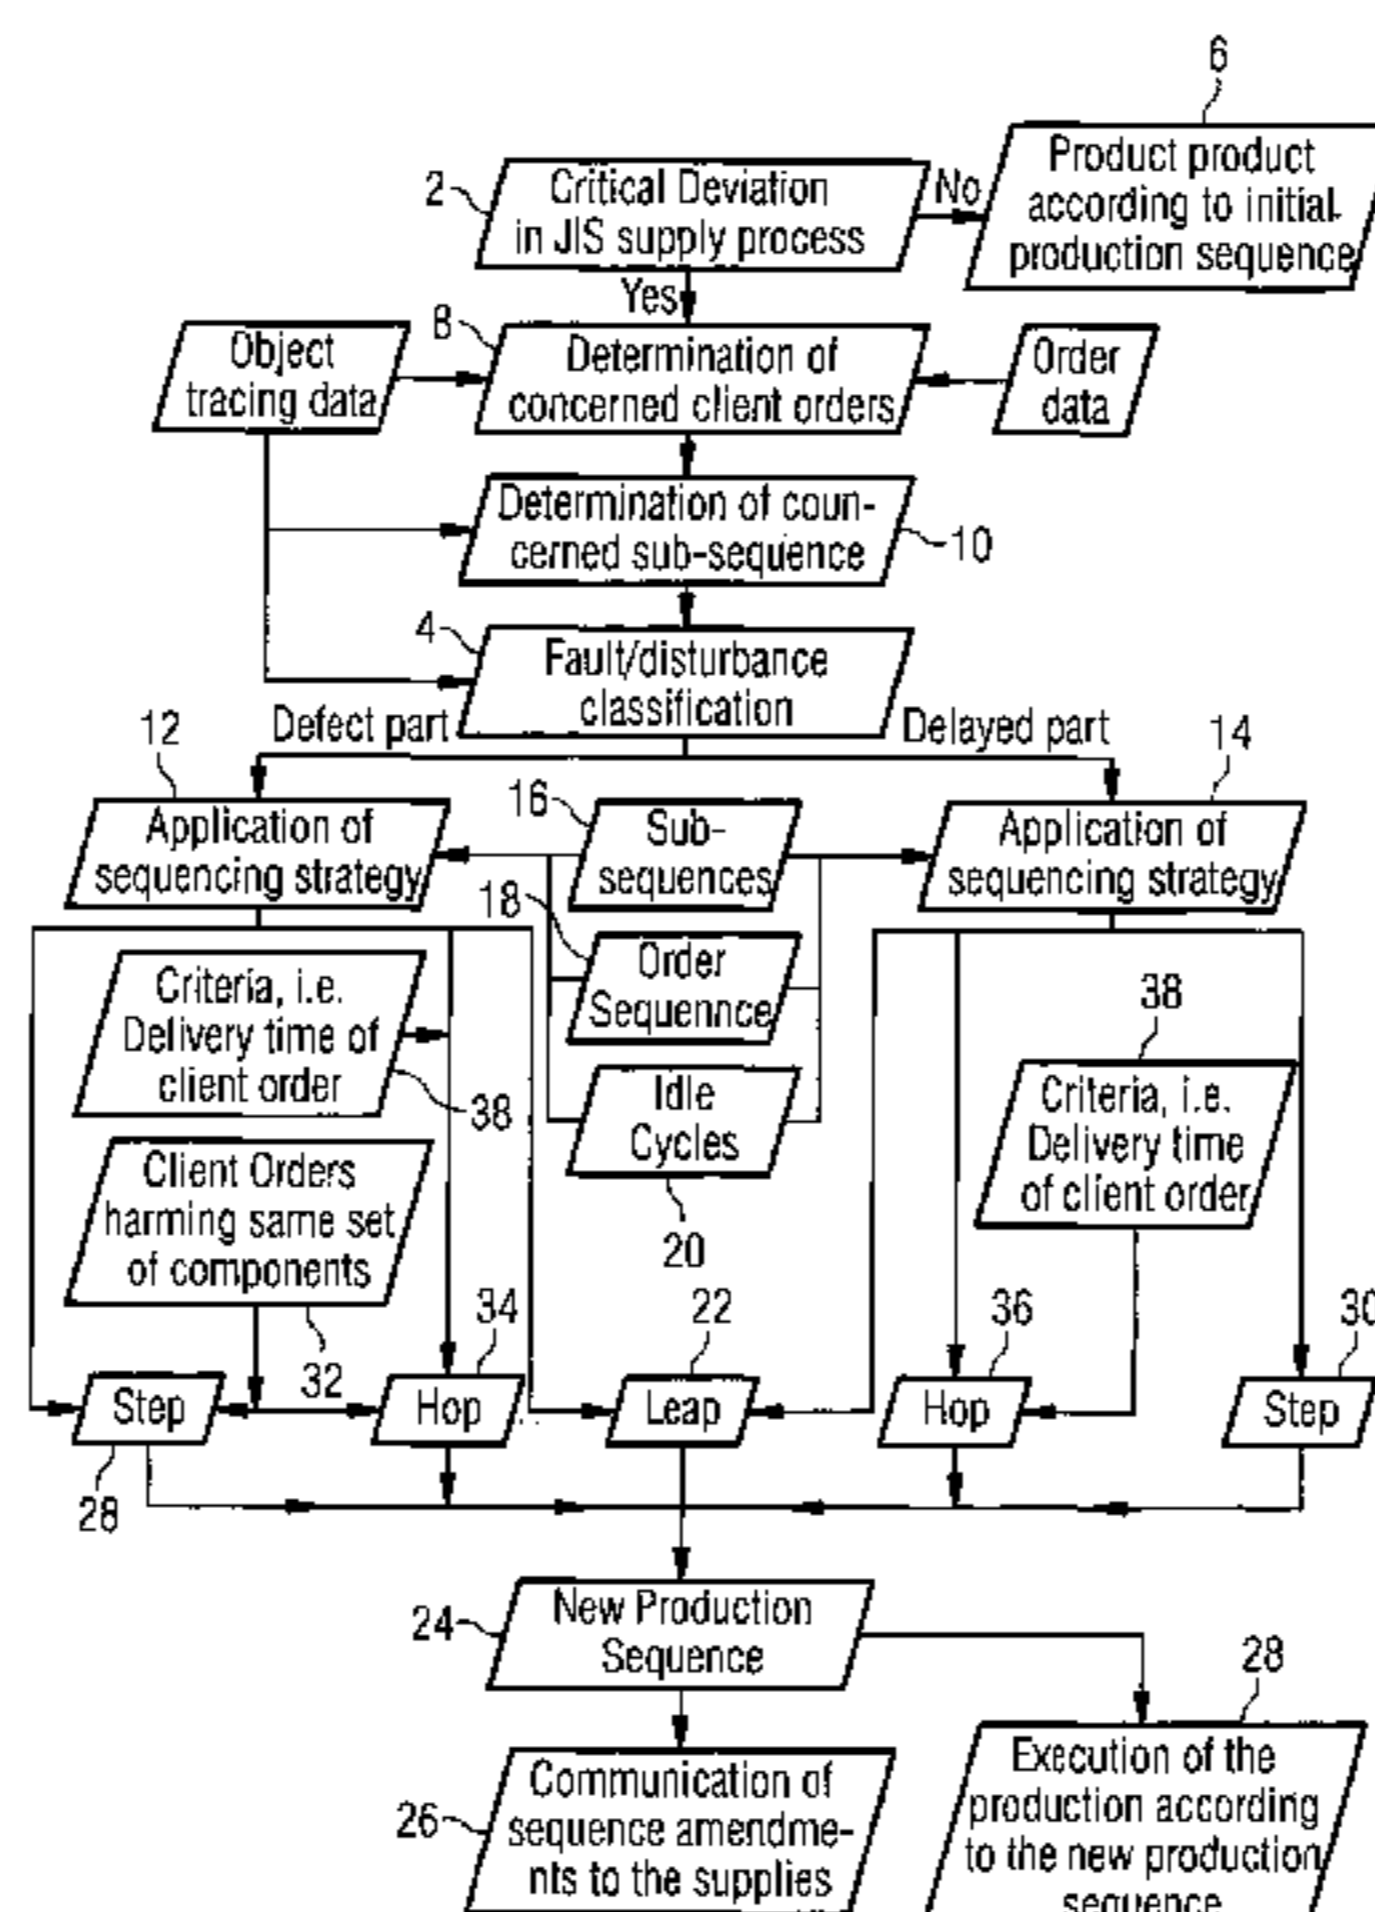 6
Product product
according to initial
production sequence
2
Critical Deviation
in JIS supply process
No
Yes
8
Object
tracing data
Determination of
concerned client orders
Order
data
Determination of coun-
cerned sub-sequence
10
4
Fault/disturbance
classification
Defect part
Delayed part
12
14
16
Application of
sequencing strategy
Sub-
sequences
Application of
sequencing strategy
18
Order
Sequennce
Criteria, i.e.
Delivery time of
client order
38
38
Idle
Cycles
20
Criteria, i.e.
Delivery time
of client order
Client Orders
harming same set
of components
32
34
22
36
30
Step
Hop
Leap
Hop
Step
28
24
New Production
Sequence
28
26
Communication of
sequence amendme-
nts to the supplies
Execution of the
production according
to the new production
sequence